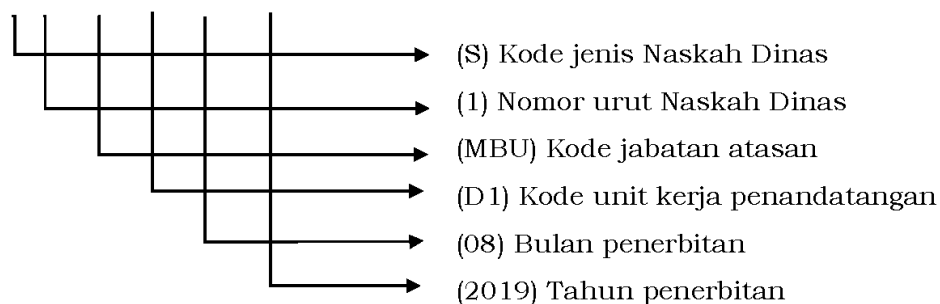 (S) Kode jenis Naskah Dinas
(1) Nomor urut Naskah Dinas
(MBU) Kode jabatan atasan
(D1) Kode unit kerja penandatangan
(08) Bulan penerbitan
(2019) Tahun penerbitan